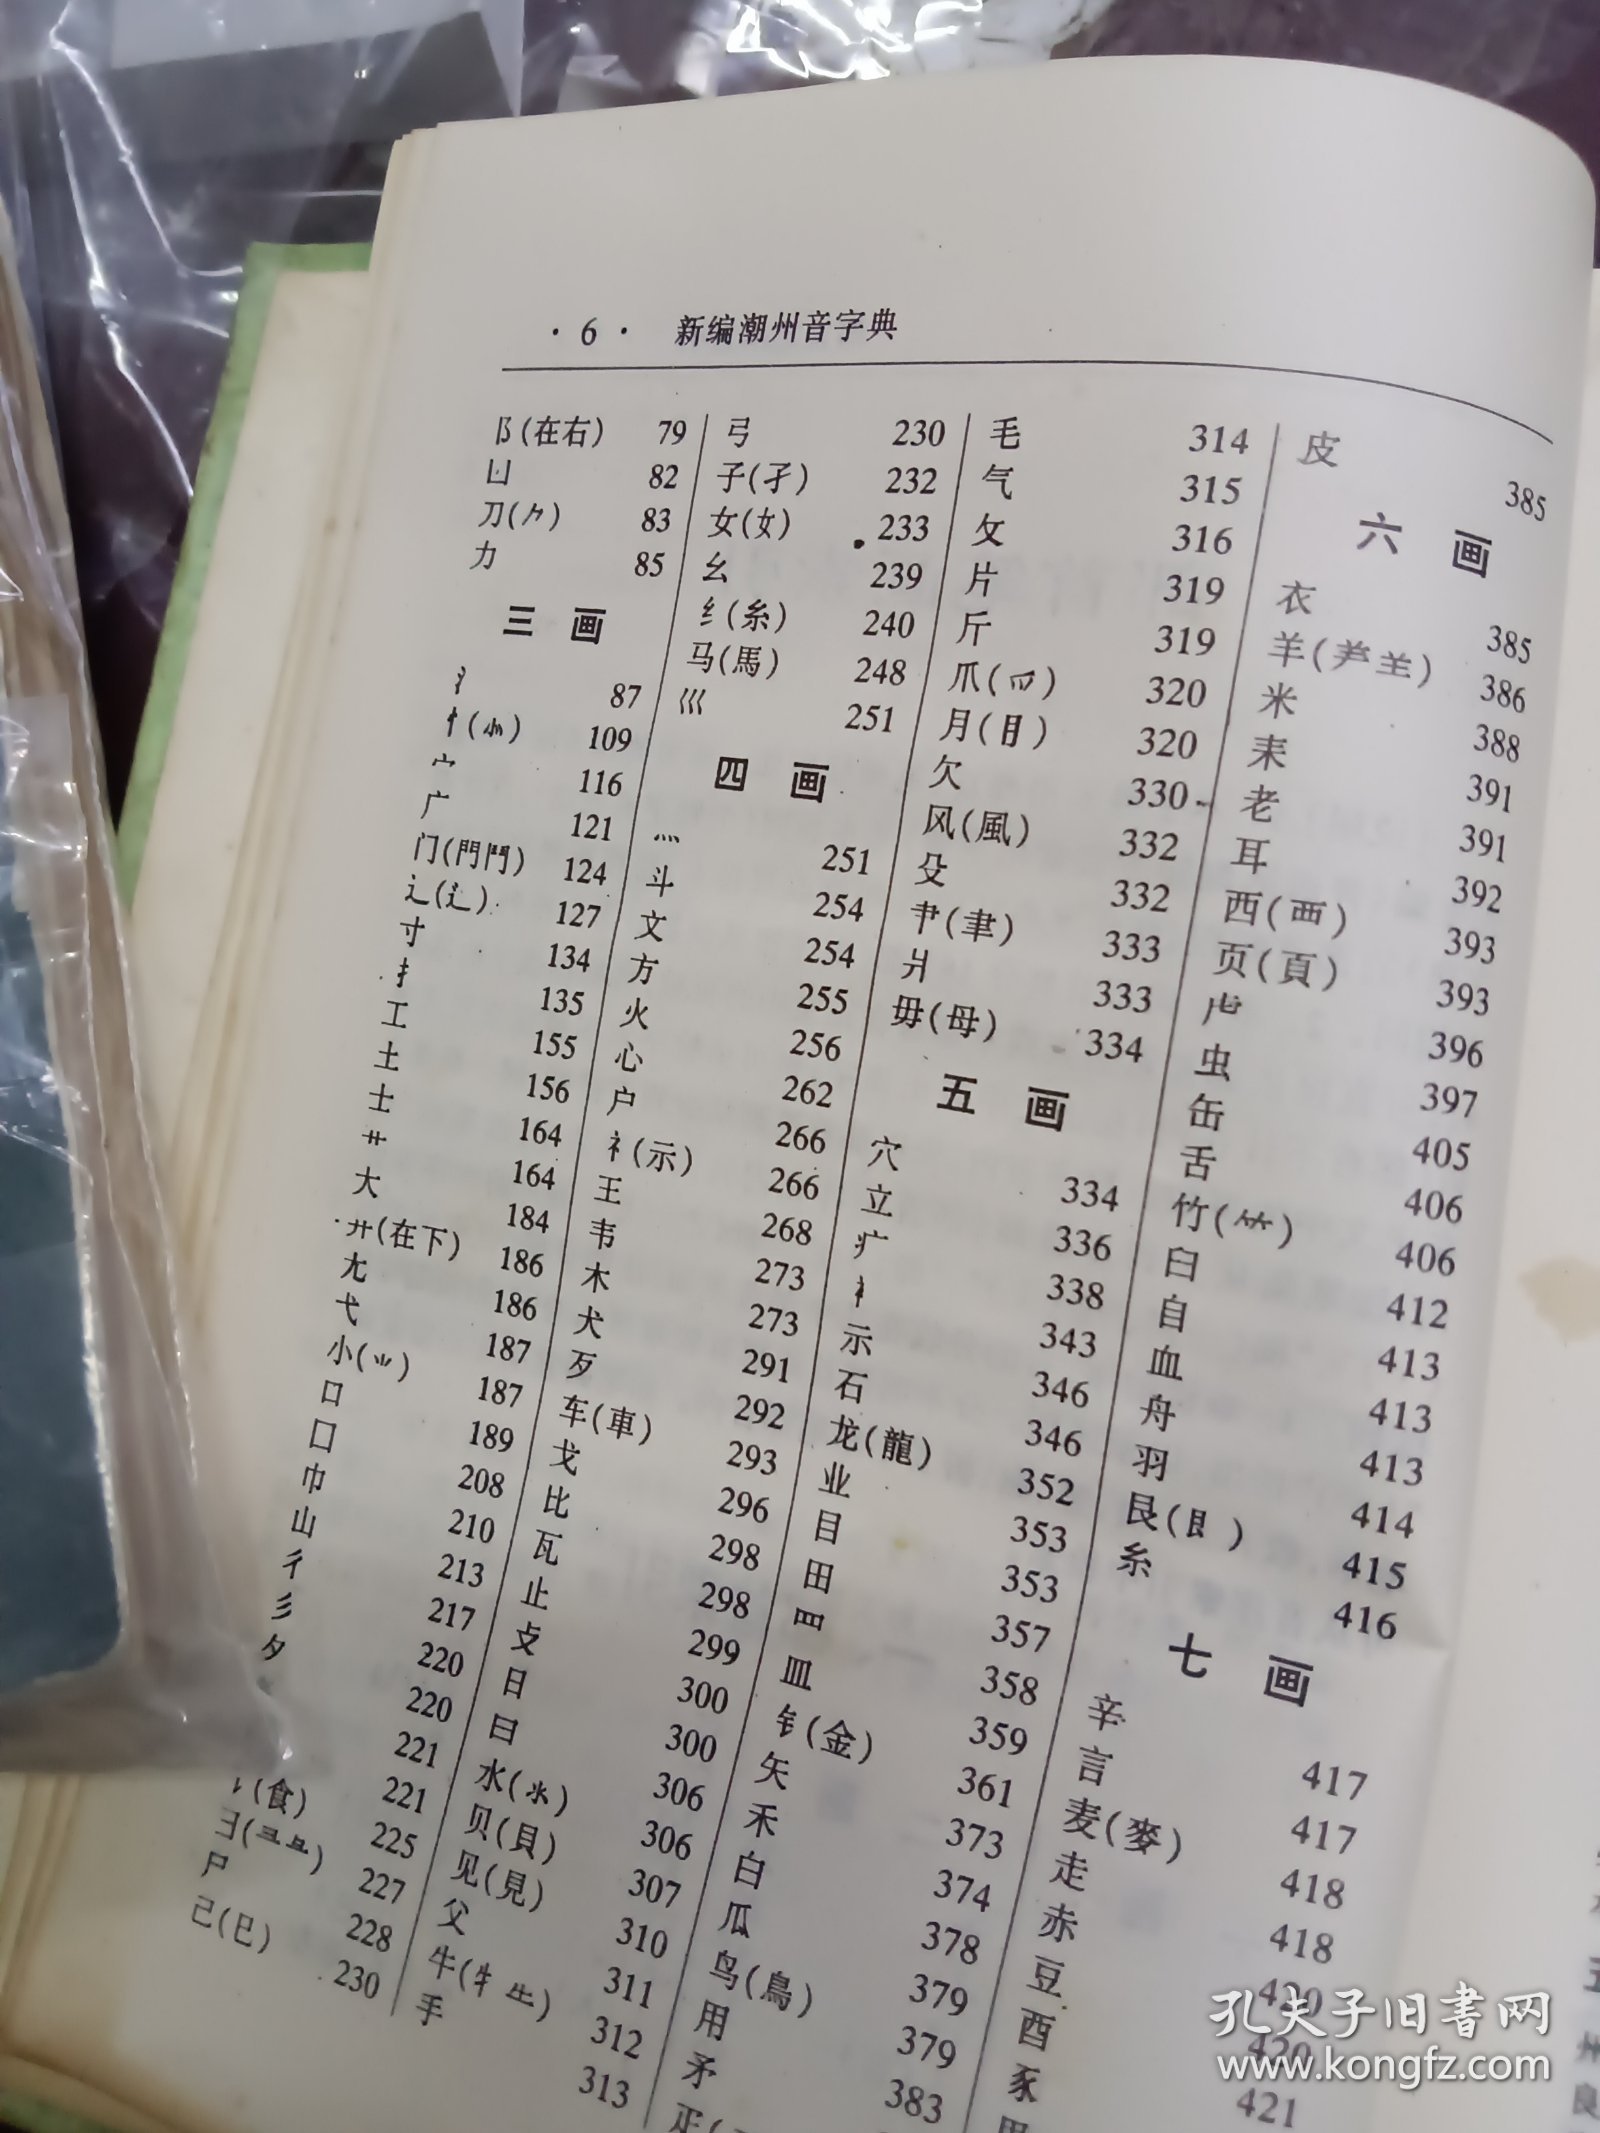 · 6 · 新编潮州音字典
阝(在右) 79
凵 82
刀(⺈) 83
力 85
三 画
氵 87
忄(⺗) 109
宀 116
广 121
门(門鬥) 124
辶(⻍) 127
寸 134
扌 135
工 155
土 156
士 164
艹 164
大 184
廾(在下) 186
尢 186
弋 187
小(⺌) 187
口 189
囗 208
巾 210
山 213
彳 217
彡 220
夕 220
221
221
(食) 225
彐(彑) 227
尸 228
己(巳) 230
弓 230
子(孑) 232
女(女) 233
幺 239
纟(糸) 240
马(馬) 248
巛 251
四 画
灬 251
斗 254
文 254
方 255
火 256
心 262
户 266
礻(示) 266
王 268
韦 273
木 273
犬 291
歹 292
车(車) 293
戈 296
比 298
瓦 298
止 299
攴 300
日 300
曰 306
水(氺) 306
贝(貝) 307
见(見) 310
父 311
牛(牜) 312
手 313
毛 314
气 315
攵 316
片 319
斤 319
爪(爫) 320
月(⺝) 320
欠 330
风(風) 332
殳 332
肀(聿) 333
爿 333
毋(母) 334
五 画
穴 334
立 336
疒 338
衤 343
示 346
石 346
龙(龍) 352
业 353
目 353
田 357
罒 358
皿 359
钅(金) 361
矢 373
禾 374
白 378
瓜 379
鸟(鳥) 379
用 383
矛
皮 385
六 画
衣 385
羊(⺶⺷) 386
米 388
耒 391
老 391
耳 392
西(覀) 393
页(頁) 393
虍 396
虫 397
缶 405
舌 406
竹(⺮) 406
臼 412
自 413
血 413
舟 413
羽 414
艮(⻖) 415
糸 416
七 画
辛 417
言 417
麦(麥) 418
走 418
赤 420
豆 420
酉 421
豕
孔夫子旧书网
www.kongfz.com